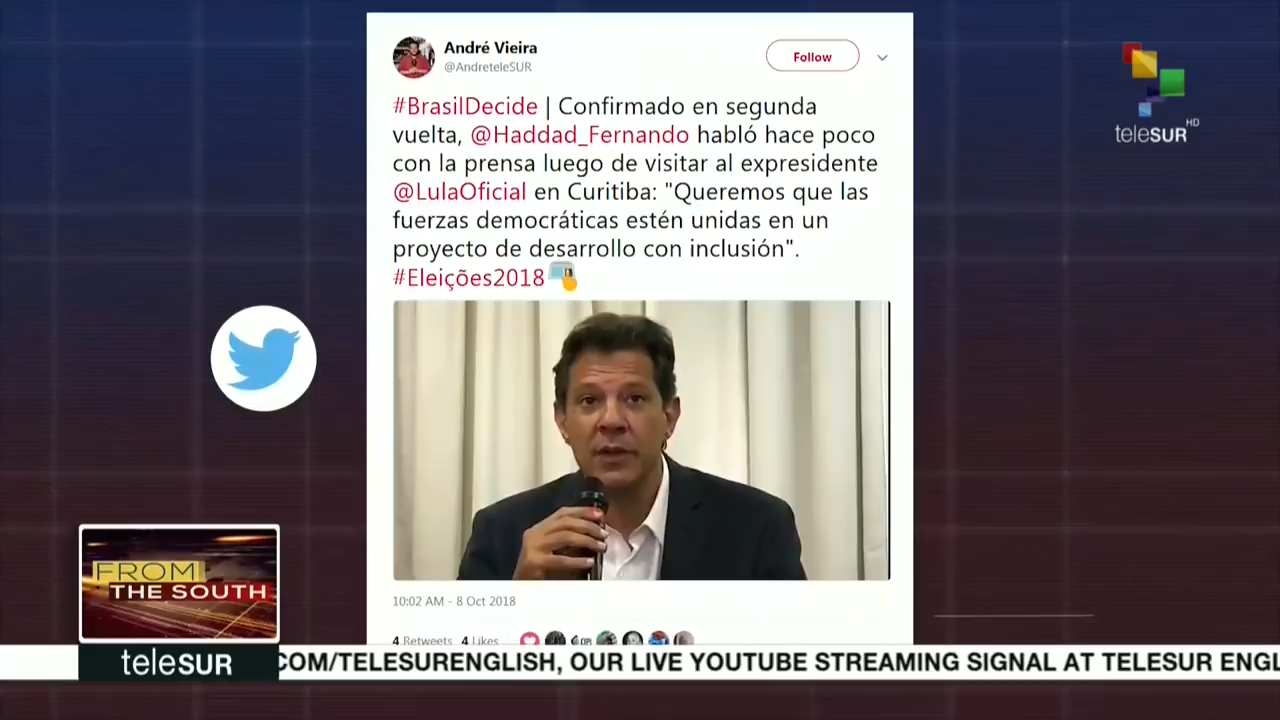 André Vieira
@AndreteleSUR
Follow
#BrasilDecide | Confirmado en segunda
vuelta, @Haddad_Fernando habló hace poco
con la prensa luego de visitar al expresidente
@LulaOficial en Curitiba: "Queremos que las
fuerzas democráticas estén unidas en un
proyecto de desarrollo con inclusión".
#Eleições2018
10:02 AM - 8 Oct 2018
4 Retweets 4 Likes
teleSUR HD
FROM
THE SOUTH
teleSUR
COM/TELESURENGLISH, OUR LIVE YOUTUBE STREAMING SIGNAL AT TELESUR ENGL